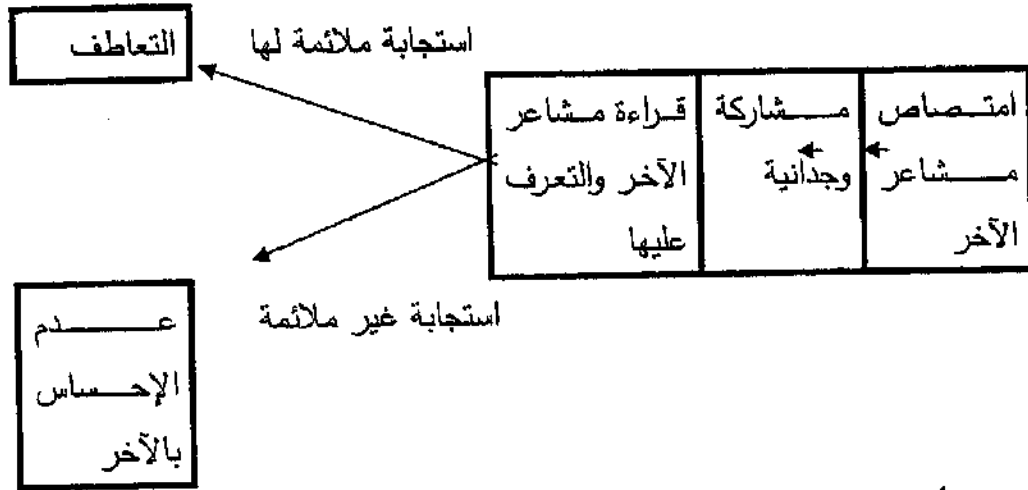 التعاطف
استجابة ملائمة لها
امتصاص
مشاعر
الآخر
مشاركة
وجدانية
قراءة مشاعر
الآخر والتعرف
عليها
استجابة غير ملائمة
عدم
الإحساس
بالآخر